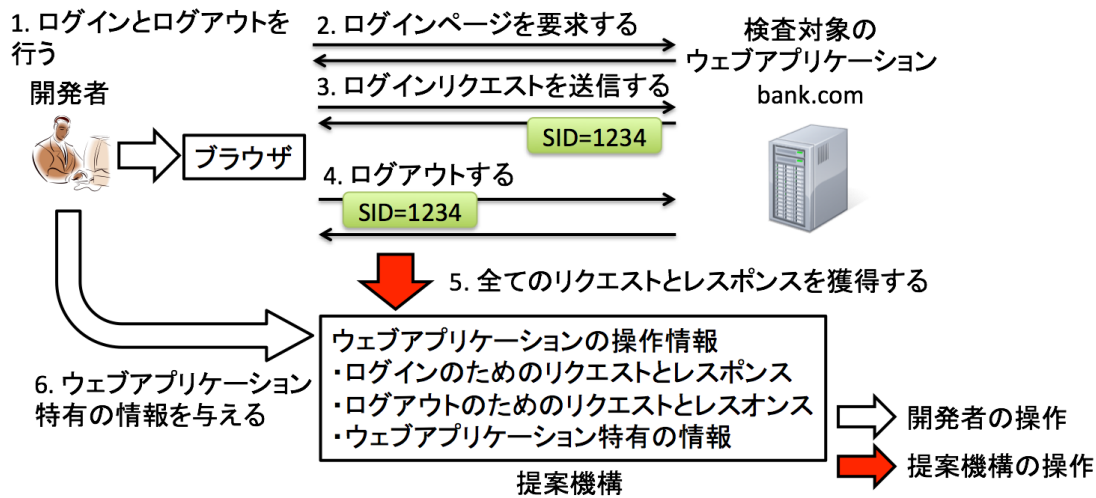 1. ログインとログアウトを
行う
開発者
ブラウザ
2. ログインページを要求する
3. ログインリクエストを送信する
SID=1234
4. ログアウトする
SID=1234
検査対象の
ウェブアプリケーション
bank.com
5. 全てのリクエストとレスポンスを獲得する
6. ウェブアプリケーション
特有の情報を与える
ウェブアプリケーションの操作情報
・ログインのためのリクエストとレスポンス
・ログアウトのためのリクエストとレスオンス
・ウェブアプリケーション特有の情報
提案機構
開発者の操作
提案機構の操作